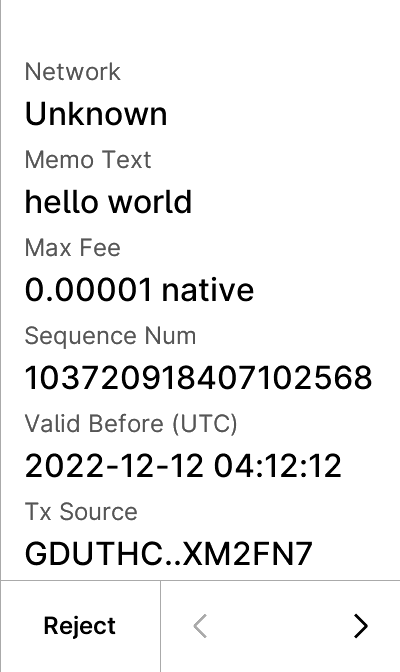 Network
Unknown
Memo Text
hello world
Max Fee
0.00001 native
Sequence Num
103720918407102568
Valid Before (UTC)
2022-12-12 04:12:12
Tx Source
GDUTHC..XM2FN7
Reject